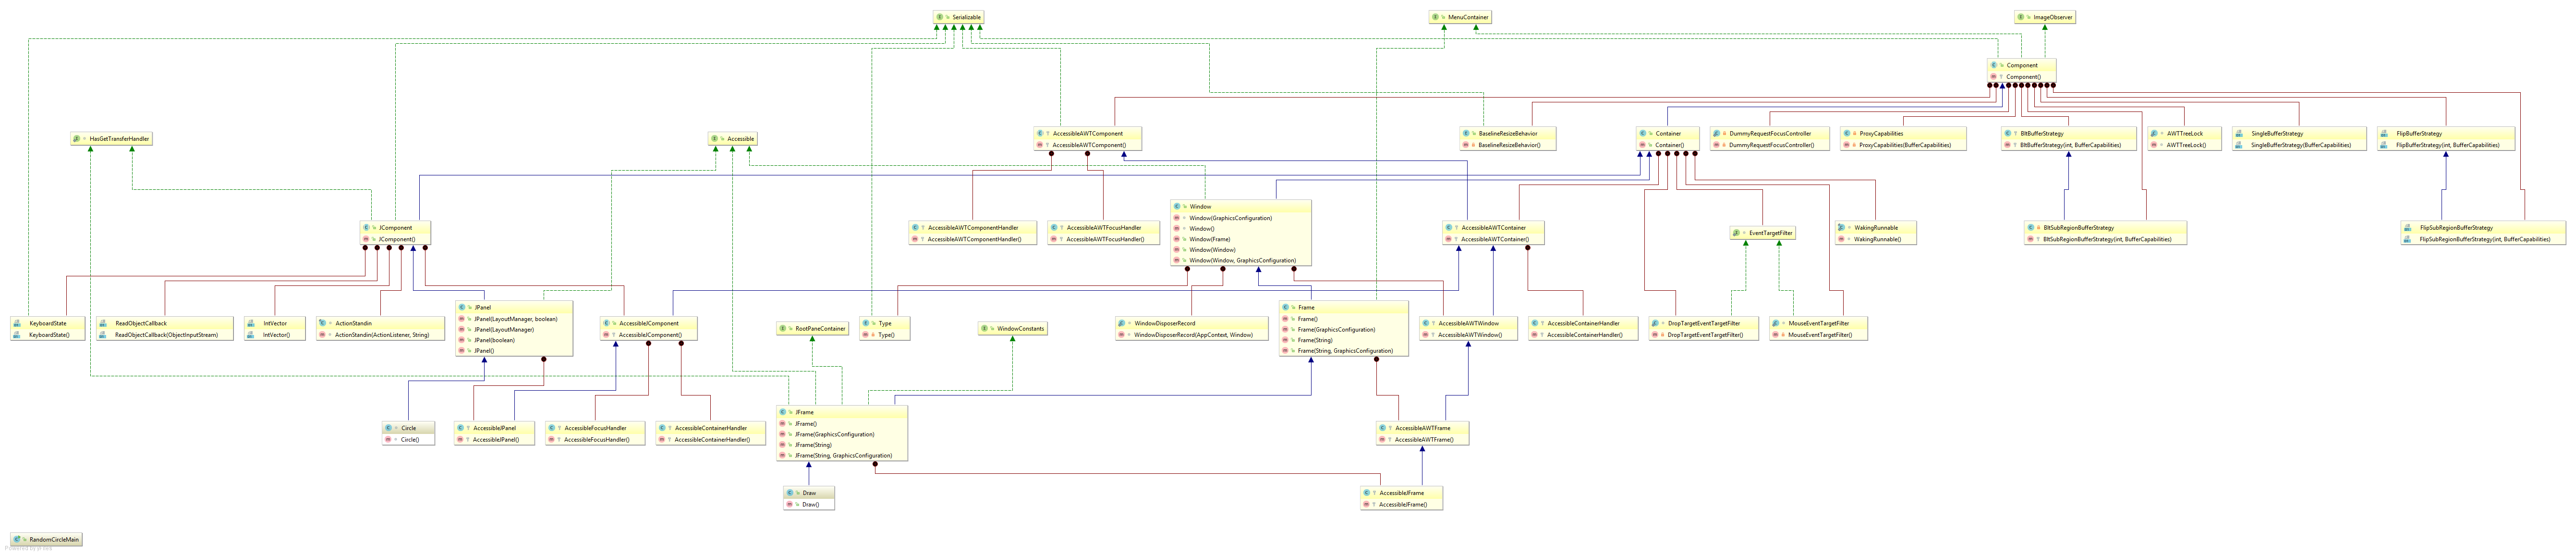 Serializable
MenuContainer
ImageObserver
Component
Component()
HasGetTransferHandler
Accessible
AccessibleAWTComponent
AccessibleAWTComponent()
BaselineResizeBehavior
BaselineResizeBehavior()
Container
Container()
DummyRequestFocusController
DummyRequestFocusController()
ProxyCapabilities
ProxyCapabilities(BufferCapabilities)
BltBufferStrategy
BltBufferStrategy(int, BufferCapabilities)
AWTTreeLock
AWTTreeLock()
SingleBufferStrategy
SingleBufferStrategy(BufferCapabilities)
FlipBufferStrategy
FlipBufferStrategy(int, BufferCapabilities)
JComponent
JComponent()
AccessibleAWTComponentHandler
AccessibleAWTComponentHandler()
AccessibleAWTFocusHandler
AccessibleAWTFocusHandler()
Window
Window(GraphicsConfiguration)
Window()
Window(Frame)
Window(Window)
Window(Window, GraphicsConfiguration)
AccessibleAWTContainer
AccessibleAWTContainer()
EventTargetFilter
WakingRunnable
WakingRunnable()
BltSubRegionBufferStrategy
BltSubRegionBufferStrategy(int, BufferCapabilities)
FlipSubRegionBufferStrategy
FlipSubRegionBufferStrategy(int, BufferCapabilities)
KeyboardState
KeyboardState()
ReadObjectCallback
ReadObjectCallback(ObjectInputStream)
IntVector
IntVector()
ActionStandin
ActionStandin(ActionListener, String)
JPanel
JPanel(LayoutManager, boolean)
JPanel(LayoutManager)
JPanel(boolean)
JPanel()
AccessibleJComponent
AccessibleJComponent()
RootPaneContainer
Type
Type()
WindowConstants
WindowDisposerRecord
WindowDisposerRecord(AppContext, Window)
Frame
Frame()
Frame(GraphicsConfiguration)
Frame(String)
Frame(String, GraphicsConfiguration)
AccessibleAWTWindow
AccessibleAWTWindow()
AccessibleContainerHandler
AccessibleContainerHandler()
DropTargetEventTargetFilter
DropTargetEventTargetFilter()
MouseEventTargetFilter
MouseEventTargetFilter()
Circle
Circle()
AccessibleJPanel
AccessibleJPanel()
AccessibleFocusHandler
AccessibleFocusHandler()
AccessibleContainerHandler
AccessibleContainerHandler()
JFrame
JFrame()
JFrame(GraphicsConfiguration)
JFrame(String)
JFrame(String, GraphicsConfiguration)
AccessibleAWTFrame
AccessibleAWTFrame()
Draw
Draw()
AccessibleJFrame
AccessibleJFrame()
RandomCircleMain
Powered by yFiles